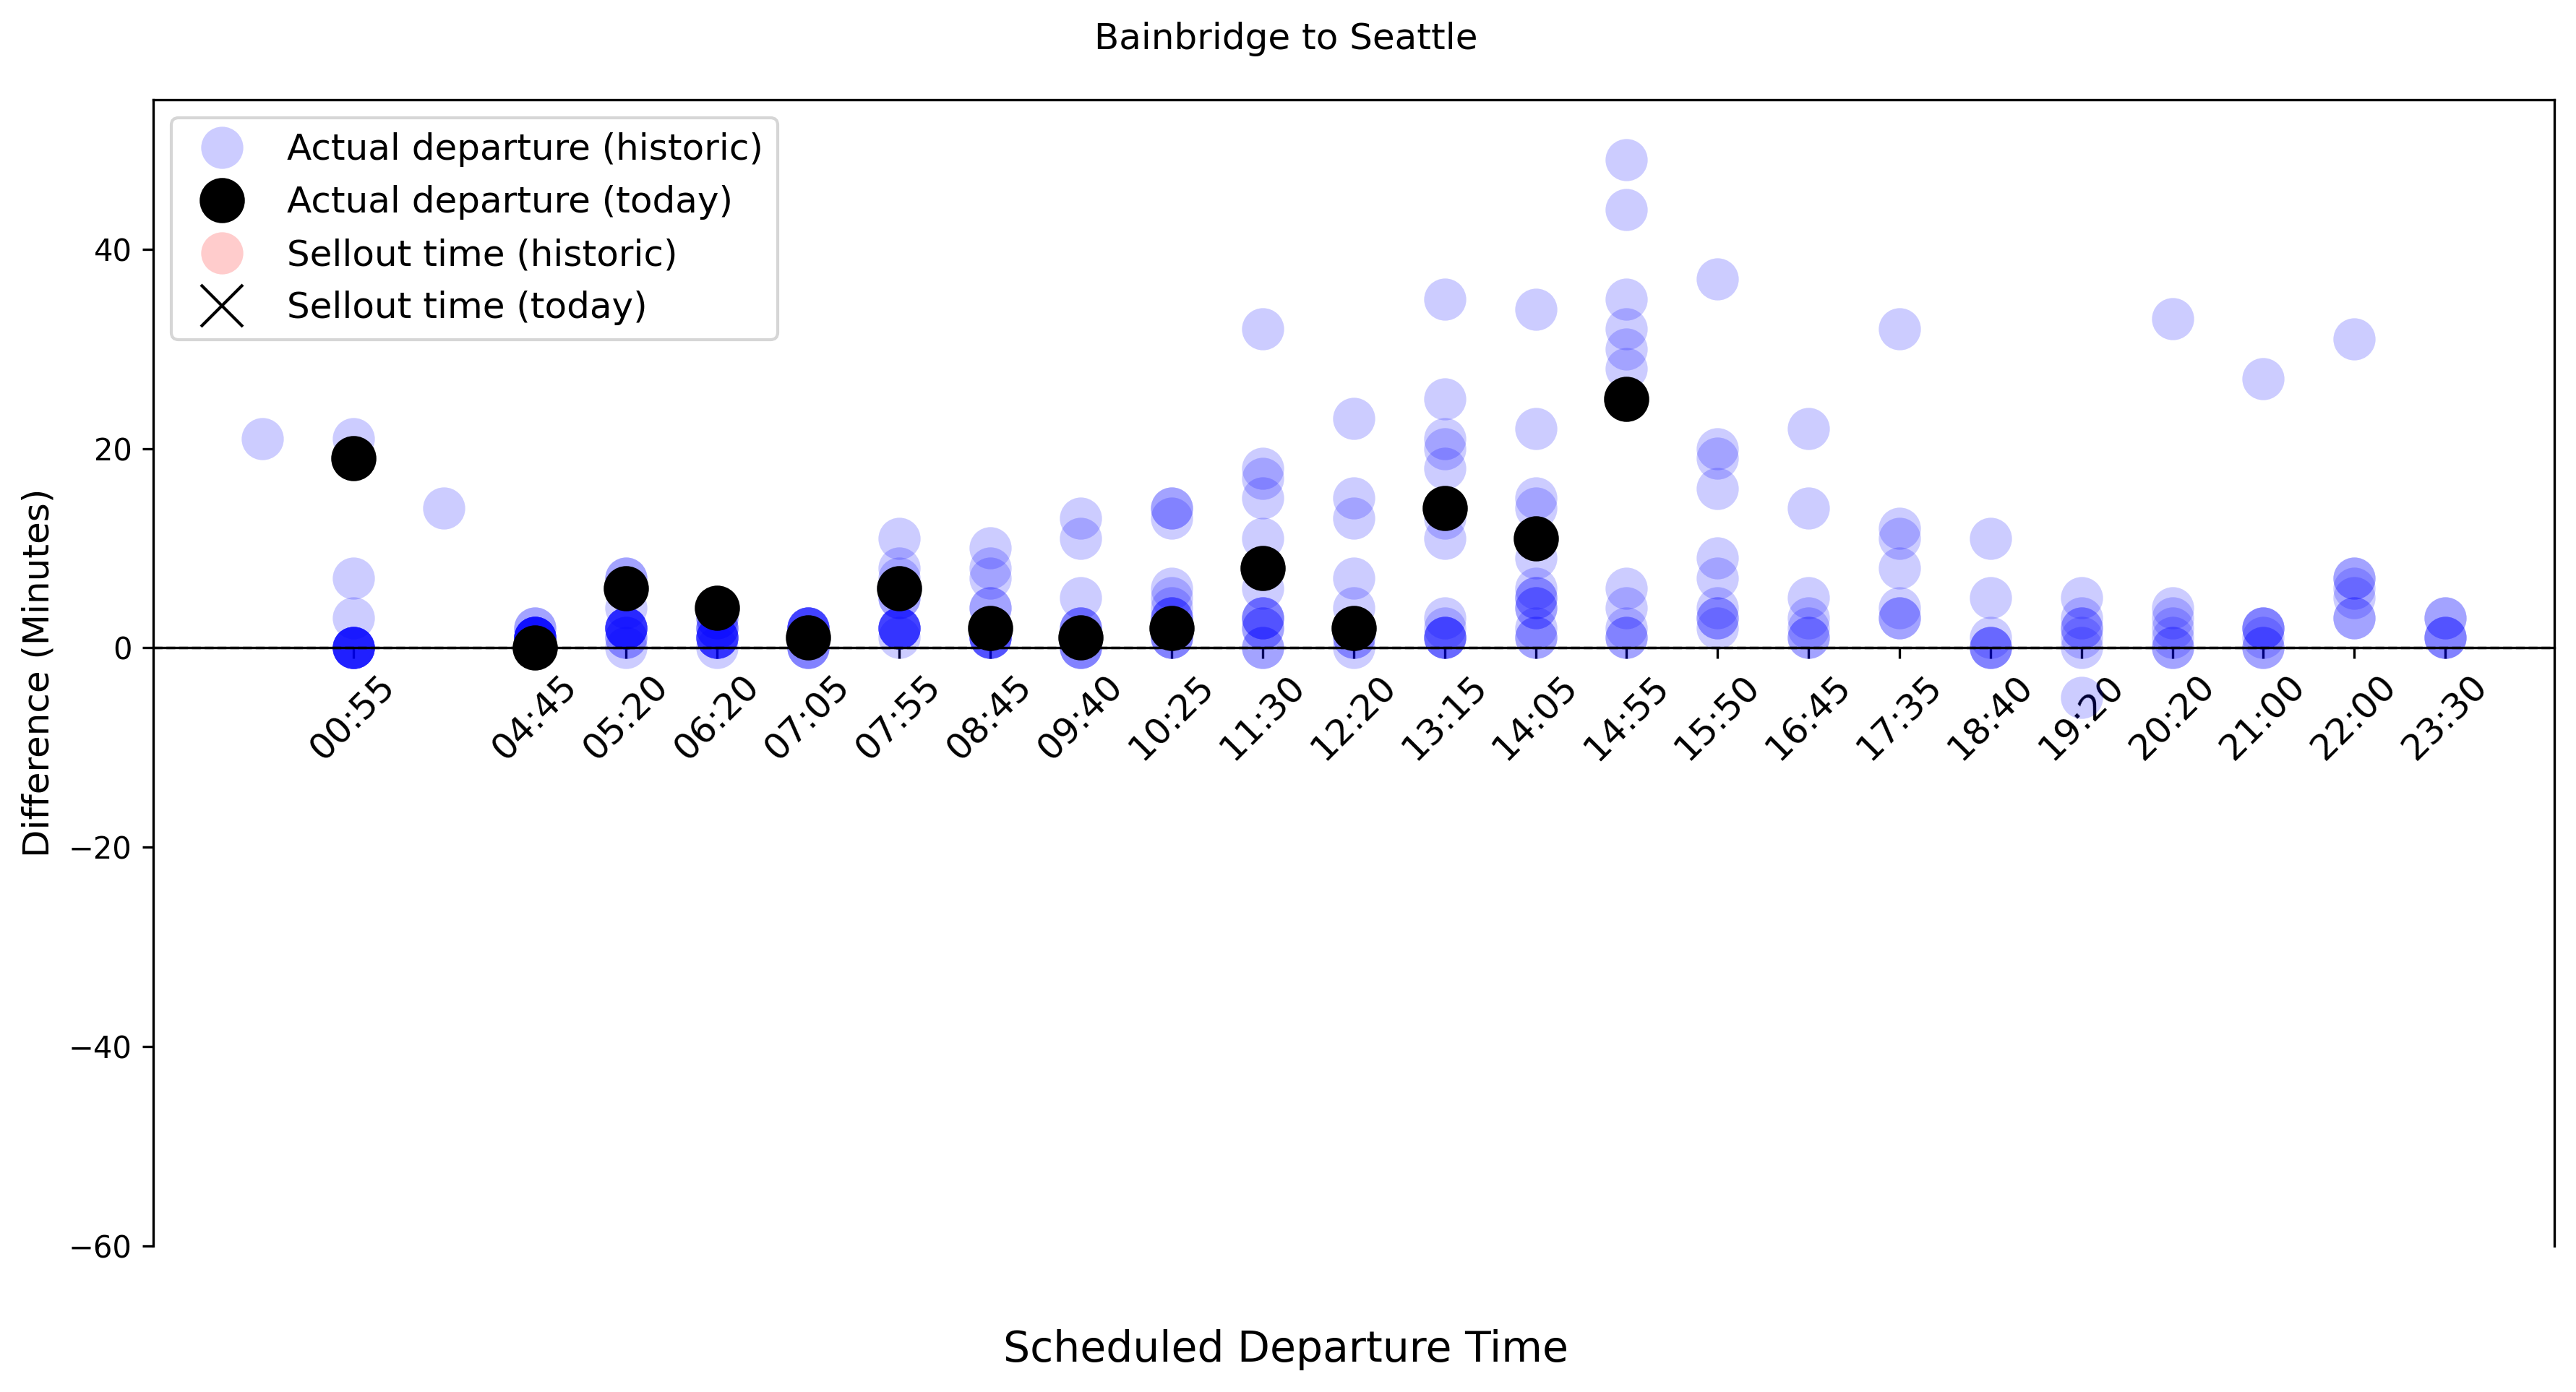 Bainbridge to Seattle
Actual departure (historic)
Actual departure (today)
Sellout time (historic)
Sellout time (today)
Difference (Minutes)
40
20
0
−20
−40
−60
00:55 04:45 05:20 06:20 07:05 07:55 08:45 09:40 10:25 11:30 12:20 13:15 14:05 14:55 15:50 16:45 17:35 18:40 19:20 20:20 21:00 22:00 23:30
Scheduled Departure Time